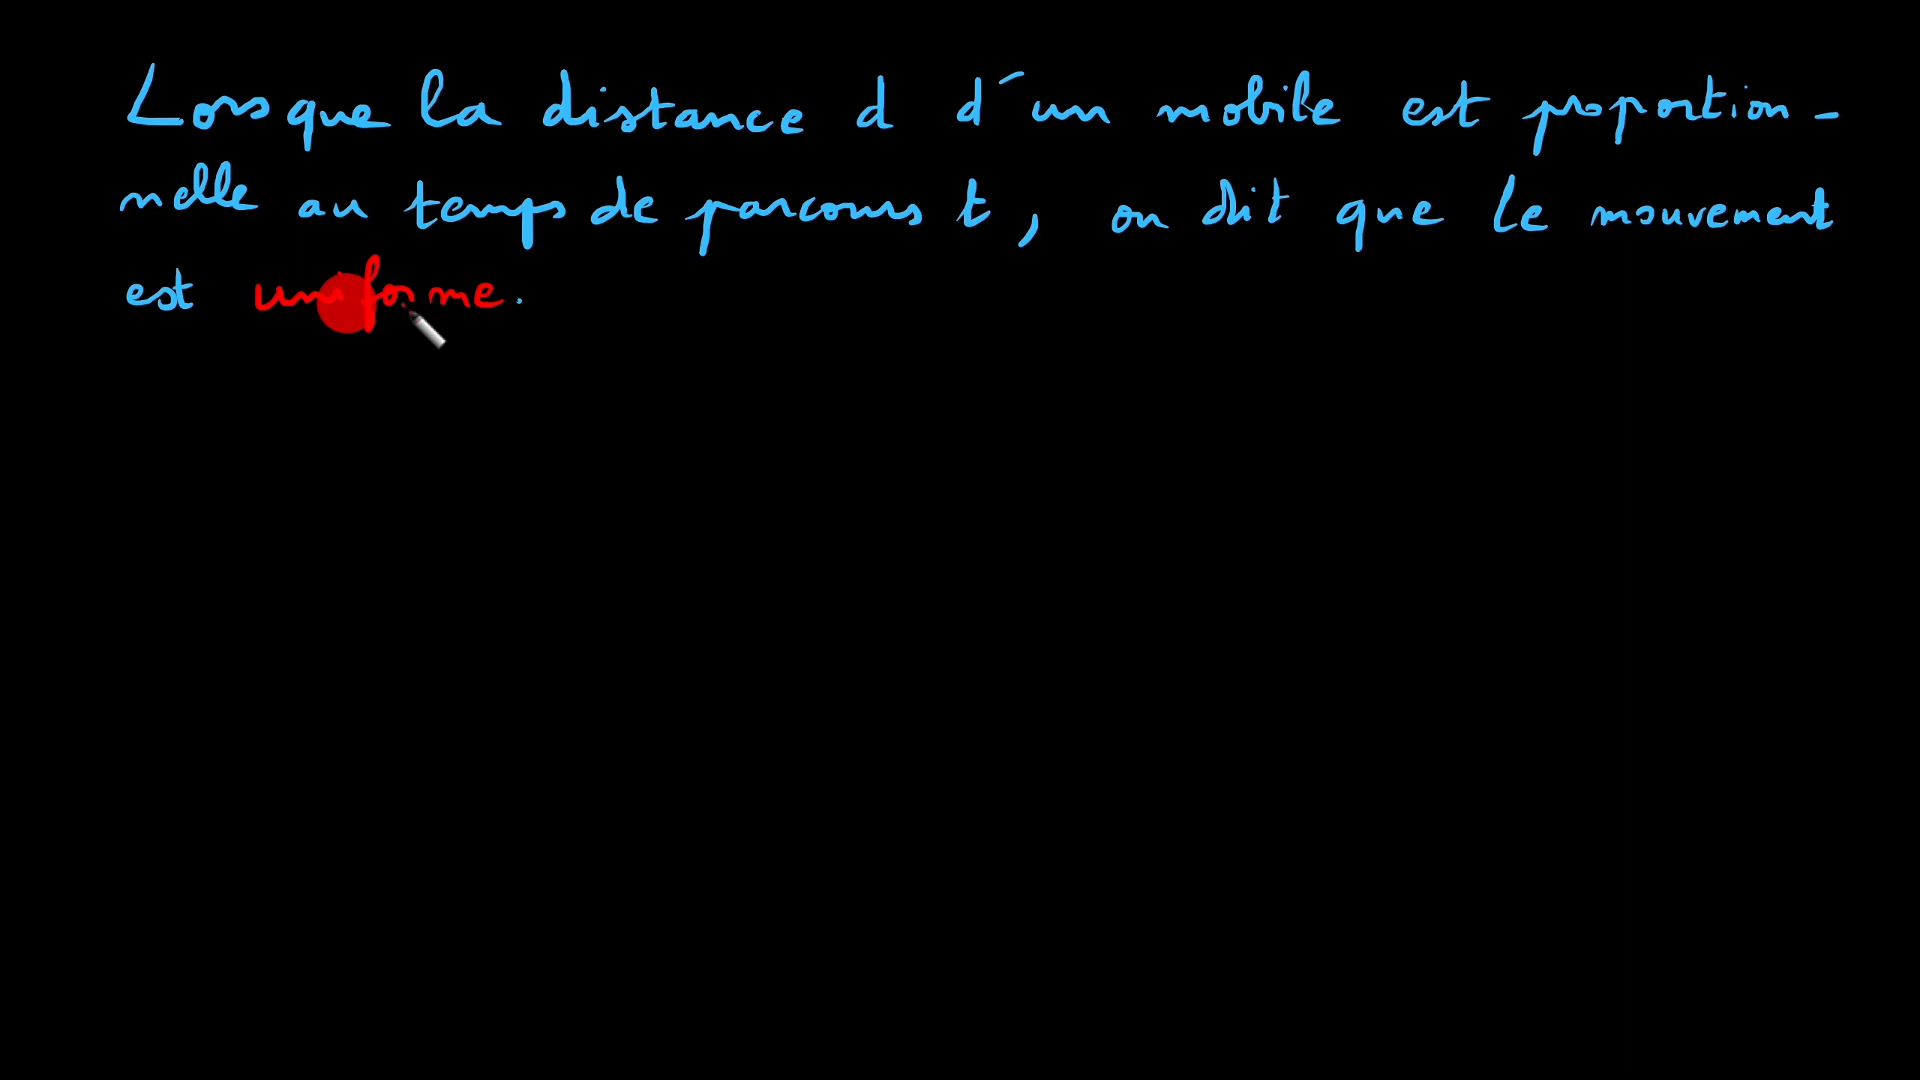 Lorsque la distance d d'un mobile est proportion-
nelle au temps de parcours t, on dit que le mouvement
est uniforme.